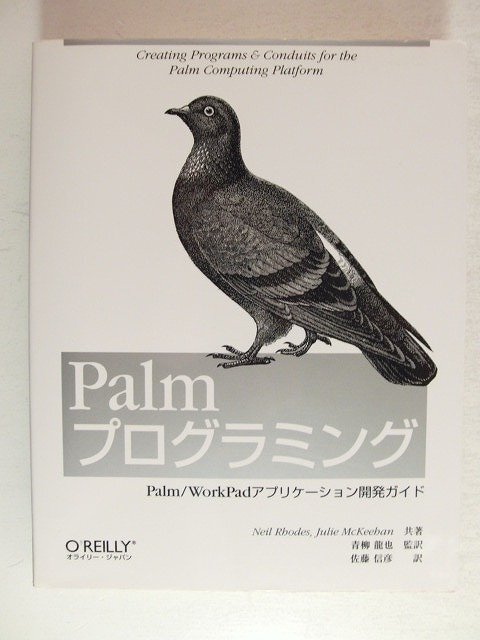 Creating Programs & Conduits for the
Palm Computing Platform
Palm
プログラミング
Palm/WorkPadアプリケーション開発ガイド
Neil Rhodes, Julie McKeehan 共著
青柳 龍也 監訳
佐藤 信彦 訳
O'REILLY®
オライリー・ジャパン